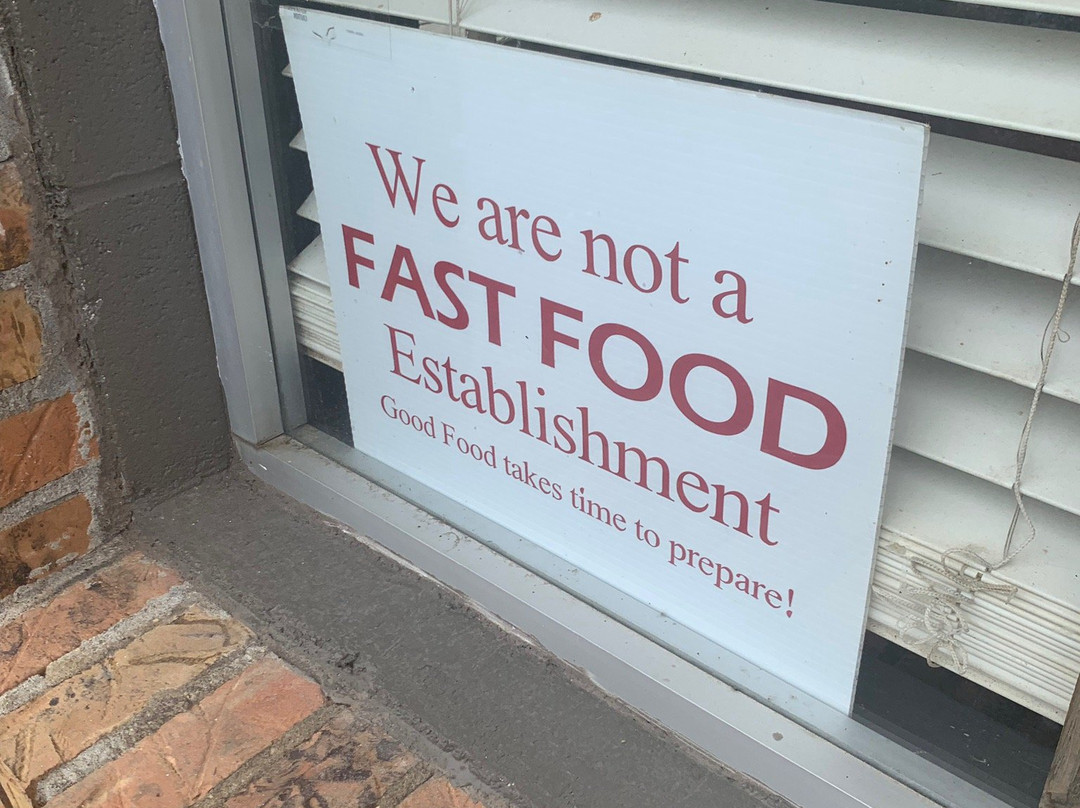 We are not a
FAST FOOD
Establishment
Good Food takes time to prepare!